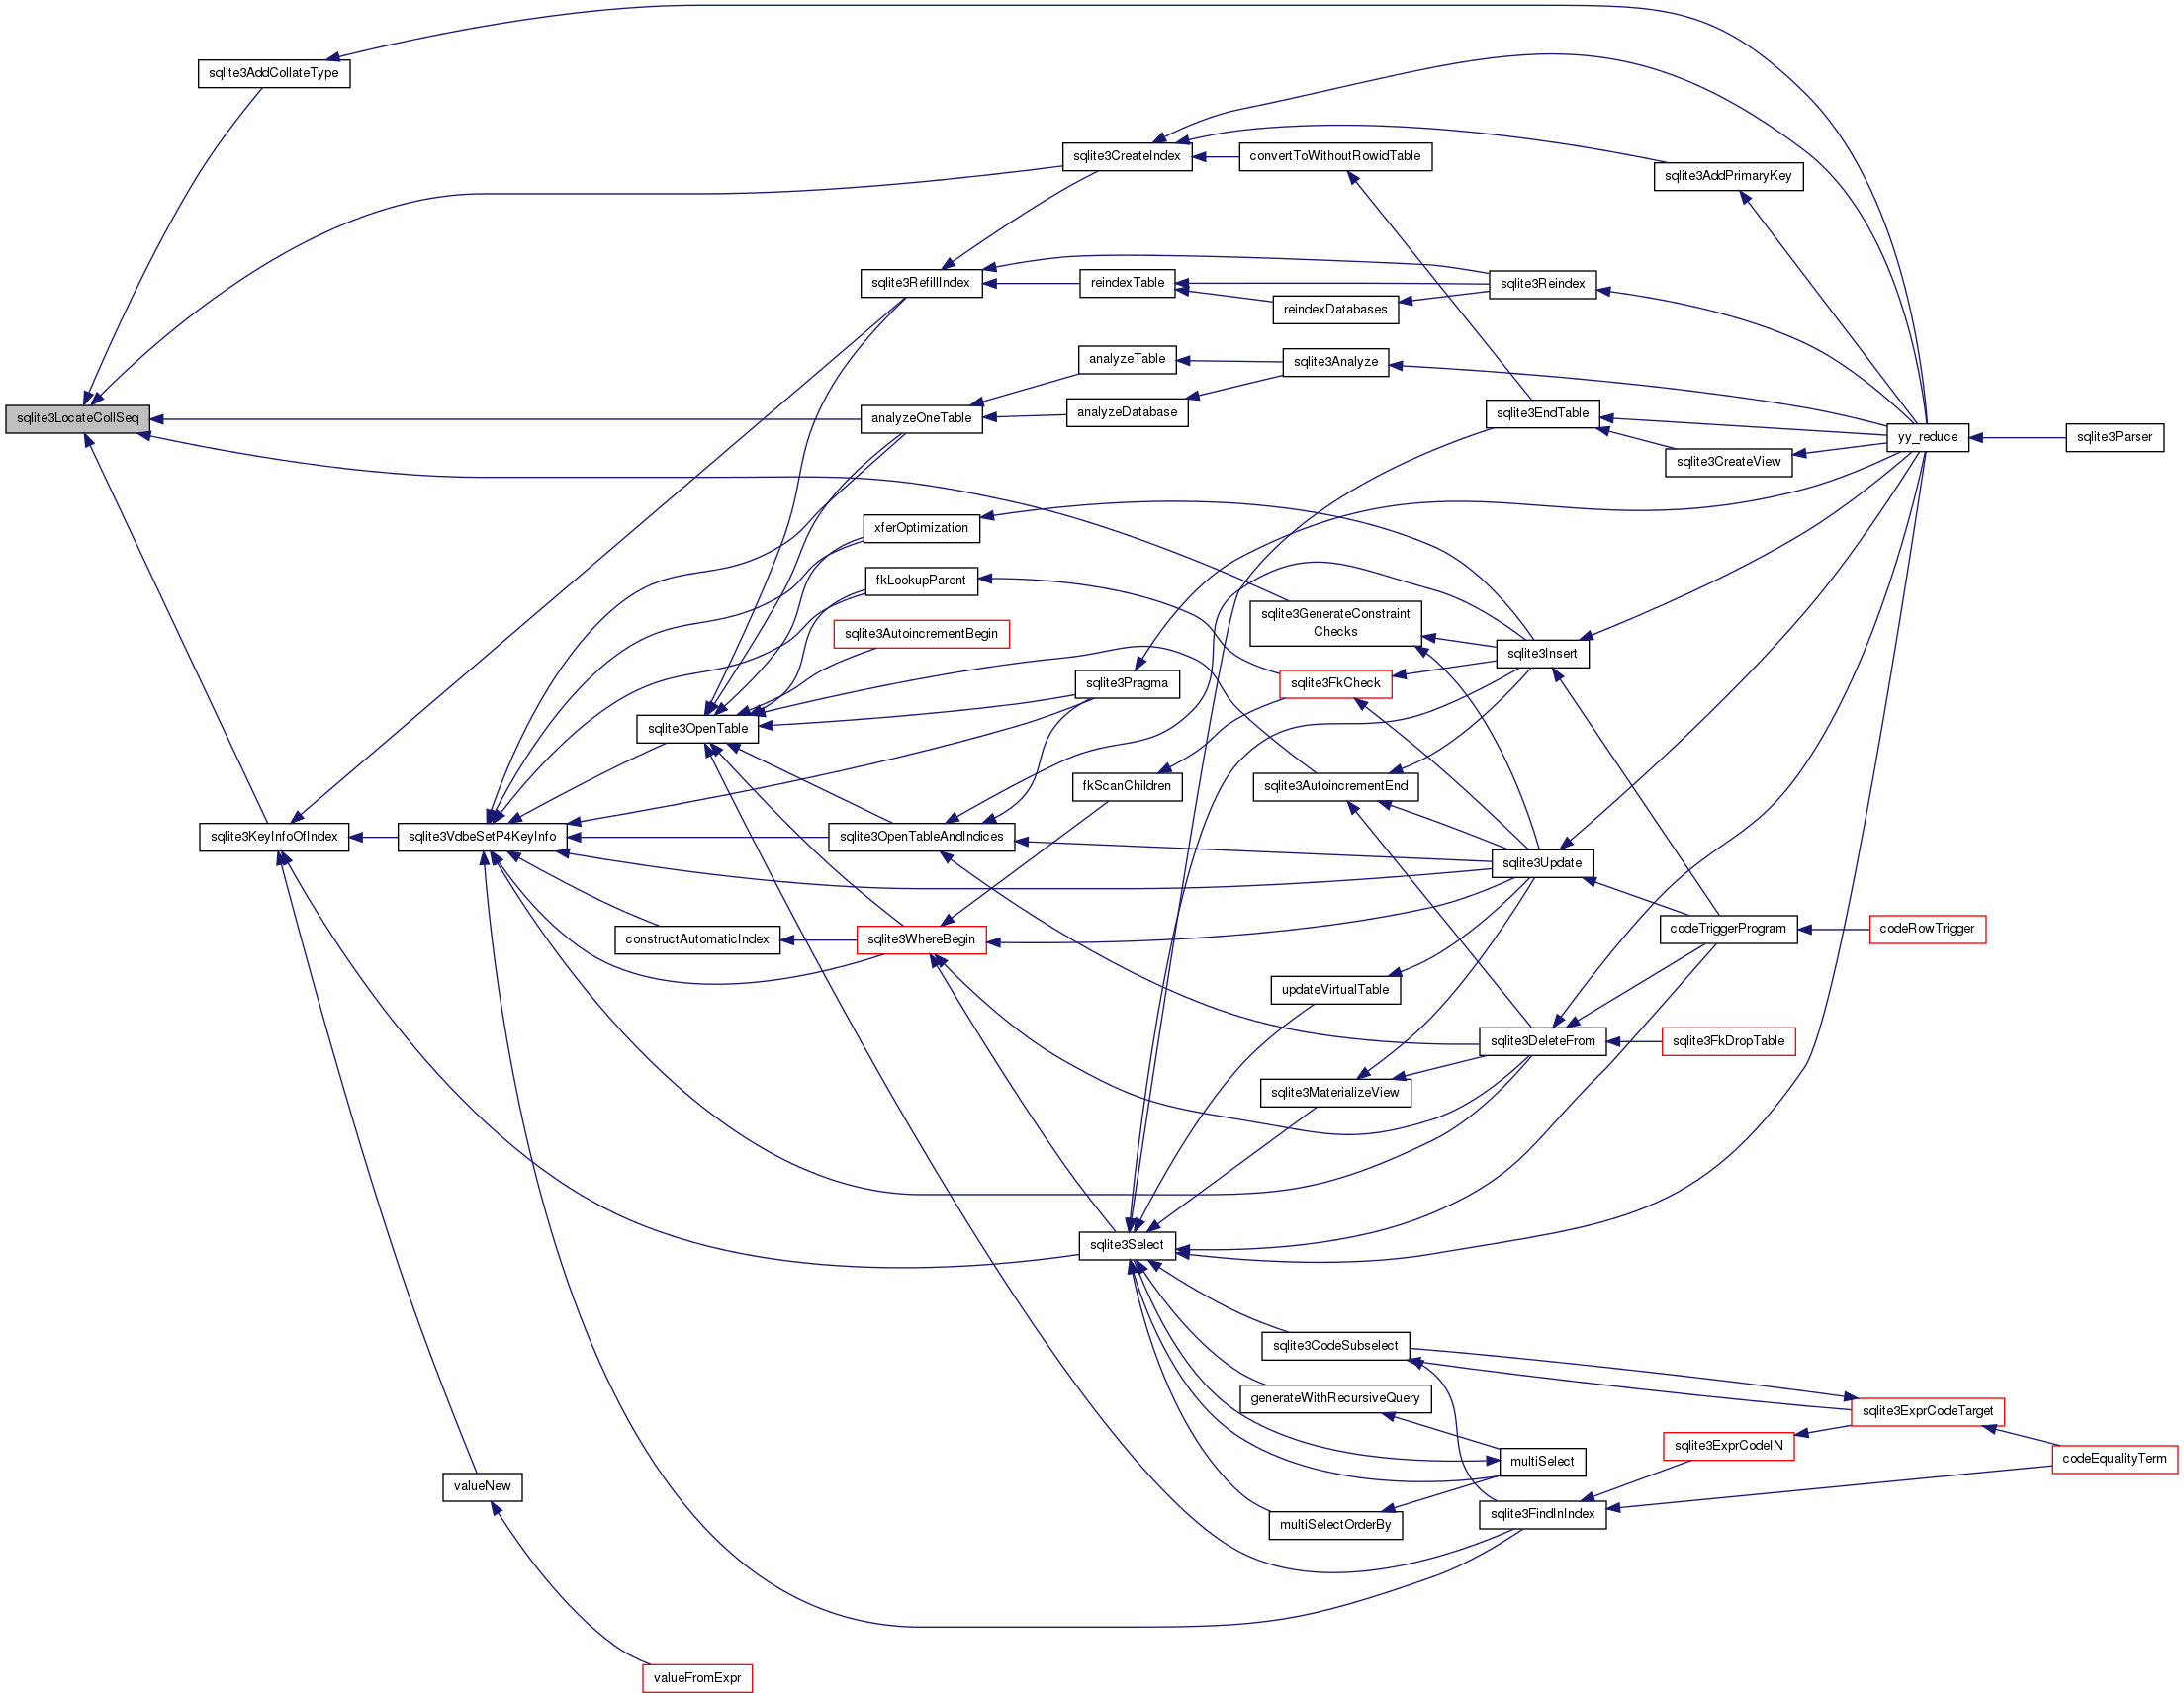 sqlite3AddCollateType
sqlite3CreateIndex
convertToWithoutRowidTable
sqlite3AddPrimaryKey
sqlite3RefillIndex
reindexTable
sqlite3Reindex
reindexDatabases
analyzeTable
sqlite3Analyze
sqlite3LocateCollSeq
analyzeOneTable
analyzeDatabase
sqlite3EndTable
yy_reduce
sqlite3Parser
sqlite3CreateView
xferOptimization
fkLookupParent
sqlite3GenerateConstraint
Checks
sqlite3AutoincrementBegin
sqlite3Insert
sqlite3Pragma
sqlite3FkCheck
sqlite3OpenTable
fkScanChildren
sqlite3AutoincrementEnd
sqlite3KeyInfoOfIndex
sqlite3VdbeSetP4KeyInfo
sqlite3OpenTableAndIndices
sqlite3Update
constructAutomaticIndex
sqlite3WhereBegin
codeTriggerProgram
codeRowTrigger
updateVirtualTable
sqlite3DeleteFrom
sqlite3FkDropTable
sqlite3MaterializeView
sqlite3Select
sqlite3CodeSubselect
generateWithRecursiveQuery
sqlite3ExprCodeTarget
sqlite3ExprCodeIN
multiSelect
codeEqualityTerm
valueNew
multiSelectOrderBy
sqlite3FindInIndex
valueFromExpr